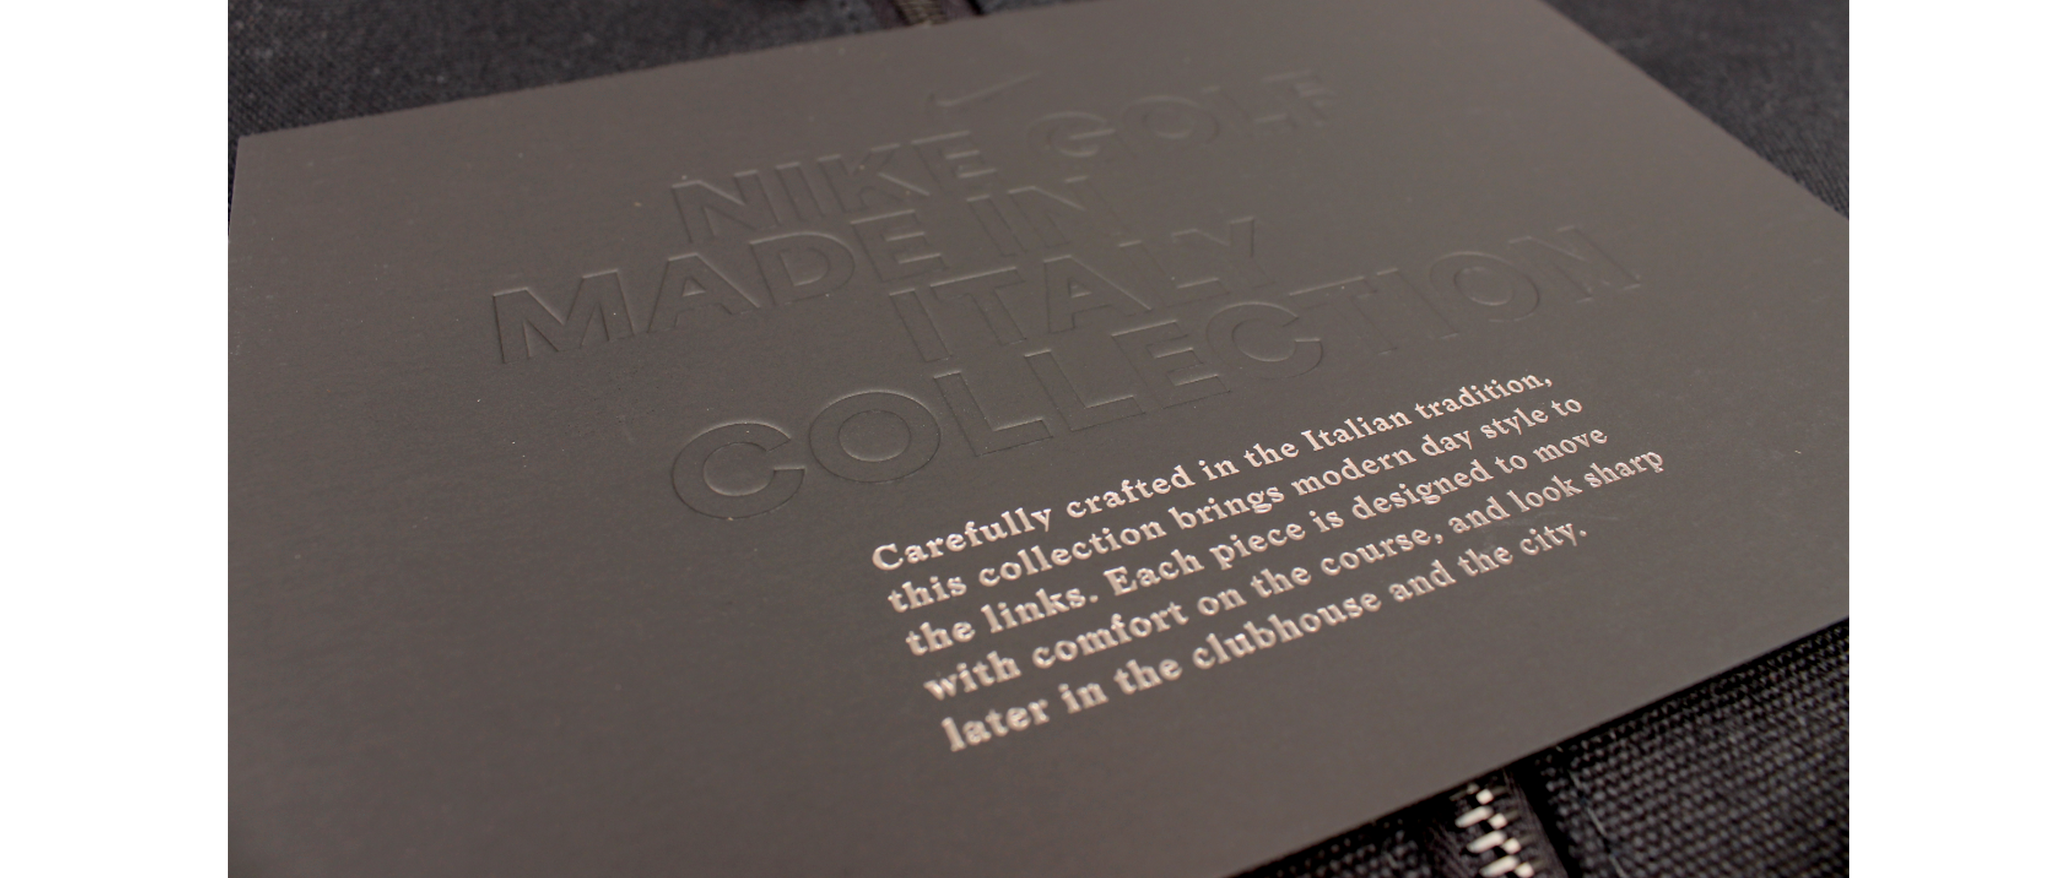 NIKE GOLF
MADE IN
ITALY
COLLECTION
Carefully crafted in the Italian tradition,
this collection brings modern day style to
the links. Each piece is designed to move
with comfort on the course, and look sharp
later in the clubhouse and the city.